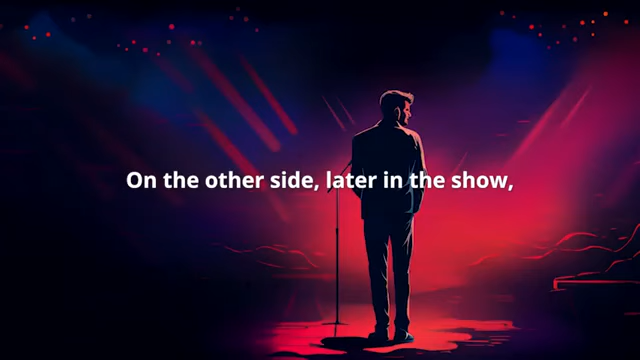 On the other side, later in the show,